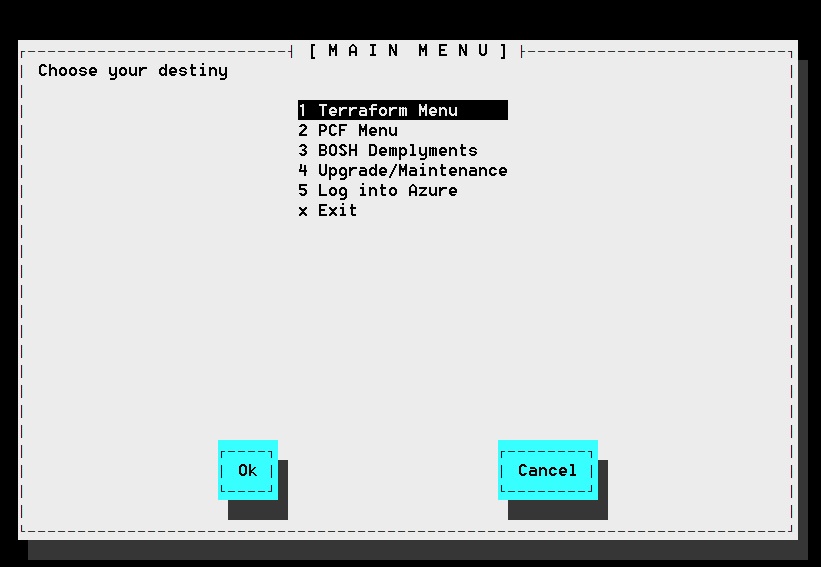 [ M A I N  M E N U ]
Choose your destiny
1 Terraform Menu
2 PCF Menu
3 BOSH Demplyments
4 Upgrade/Maintenance
5 Log into Azure
x Exit
Ok Cancel